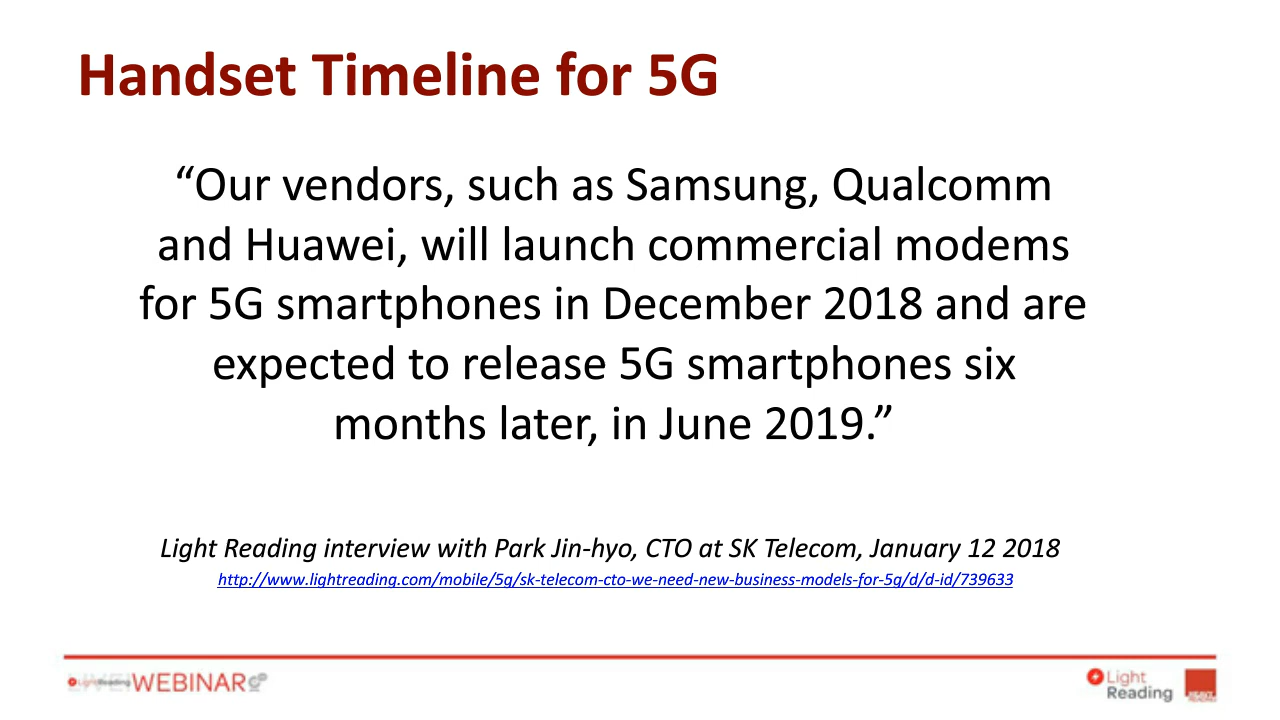 Handset Timeline for 5G
“Our vendors, such as Samsung, Qualcomm
and Huawei, will launch commercial modems
for 5G smartphones in December 2018 and are
expected to release 5G smartphones six
months later, in June 2019.”
Light Reading interview with Park Jin-hyo, CTO at SK Telecom, January 12 2018
http://www.lightreading.com/mobile/5g/sk-telecom-cto-we-need-new-business-models-for-5g/d/d-id/739633
WEBINAR
Light
Reading